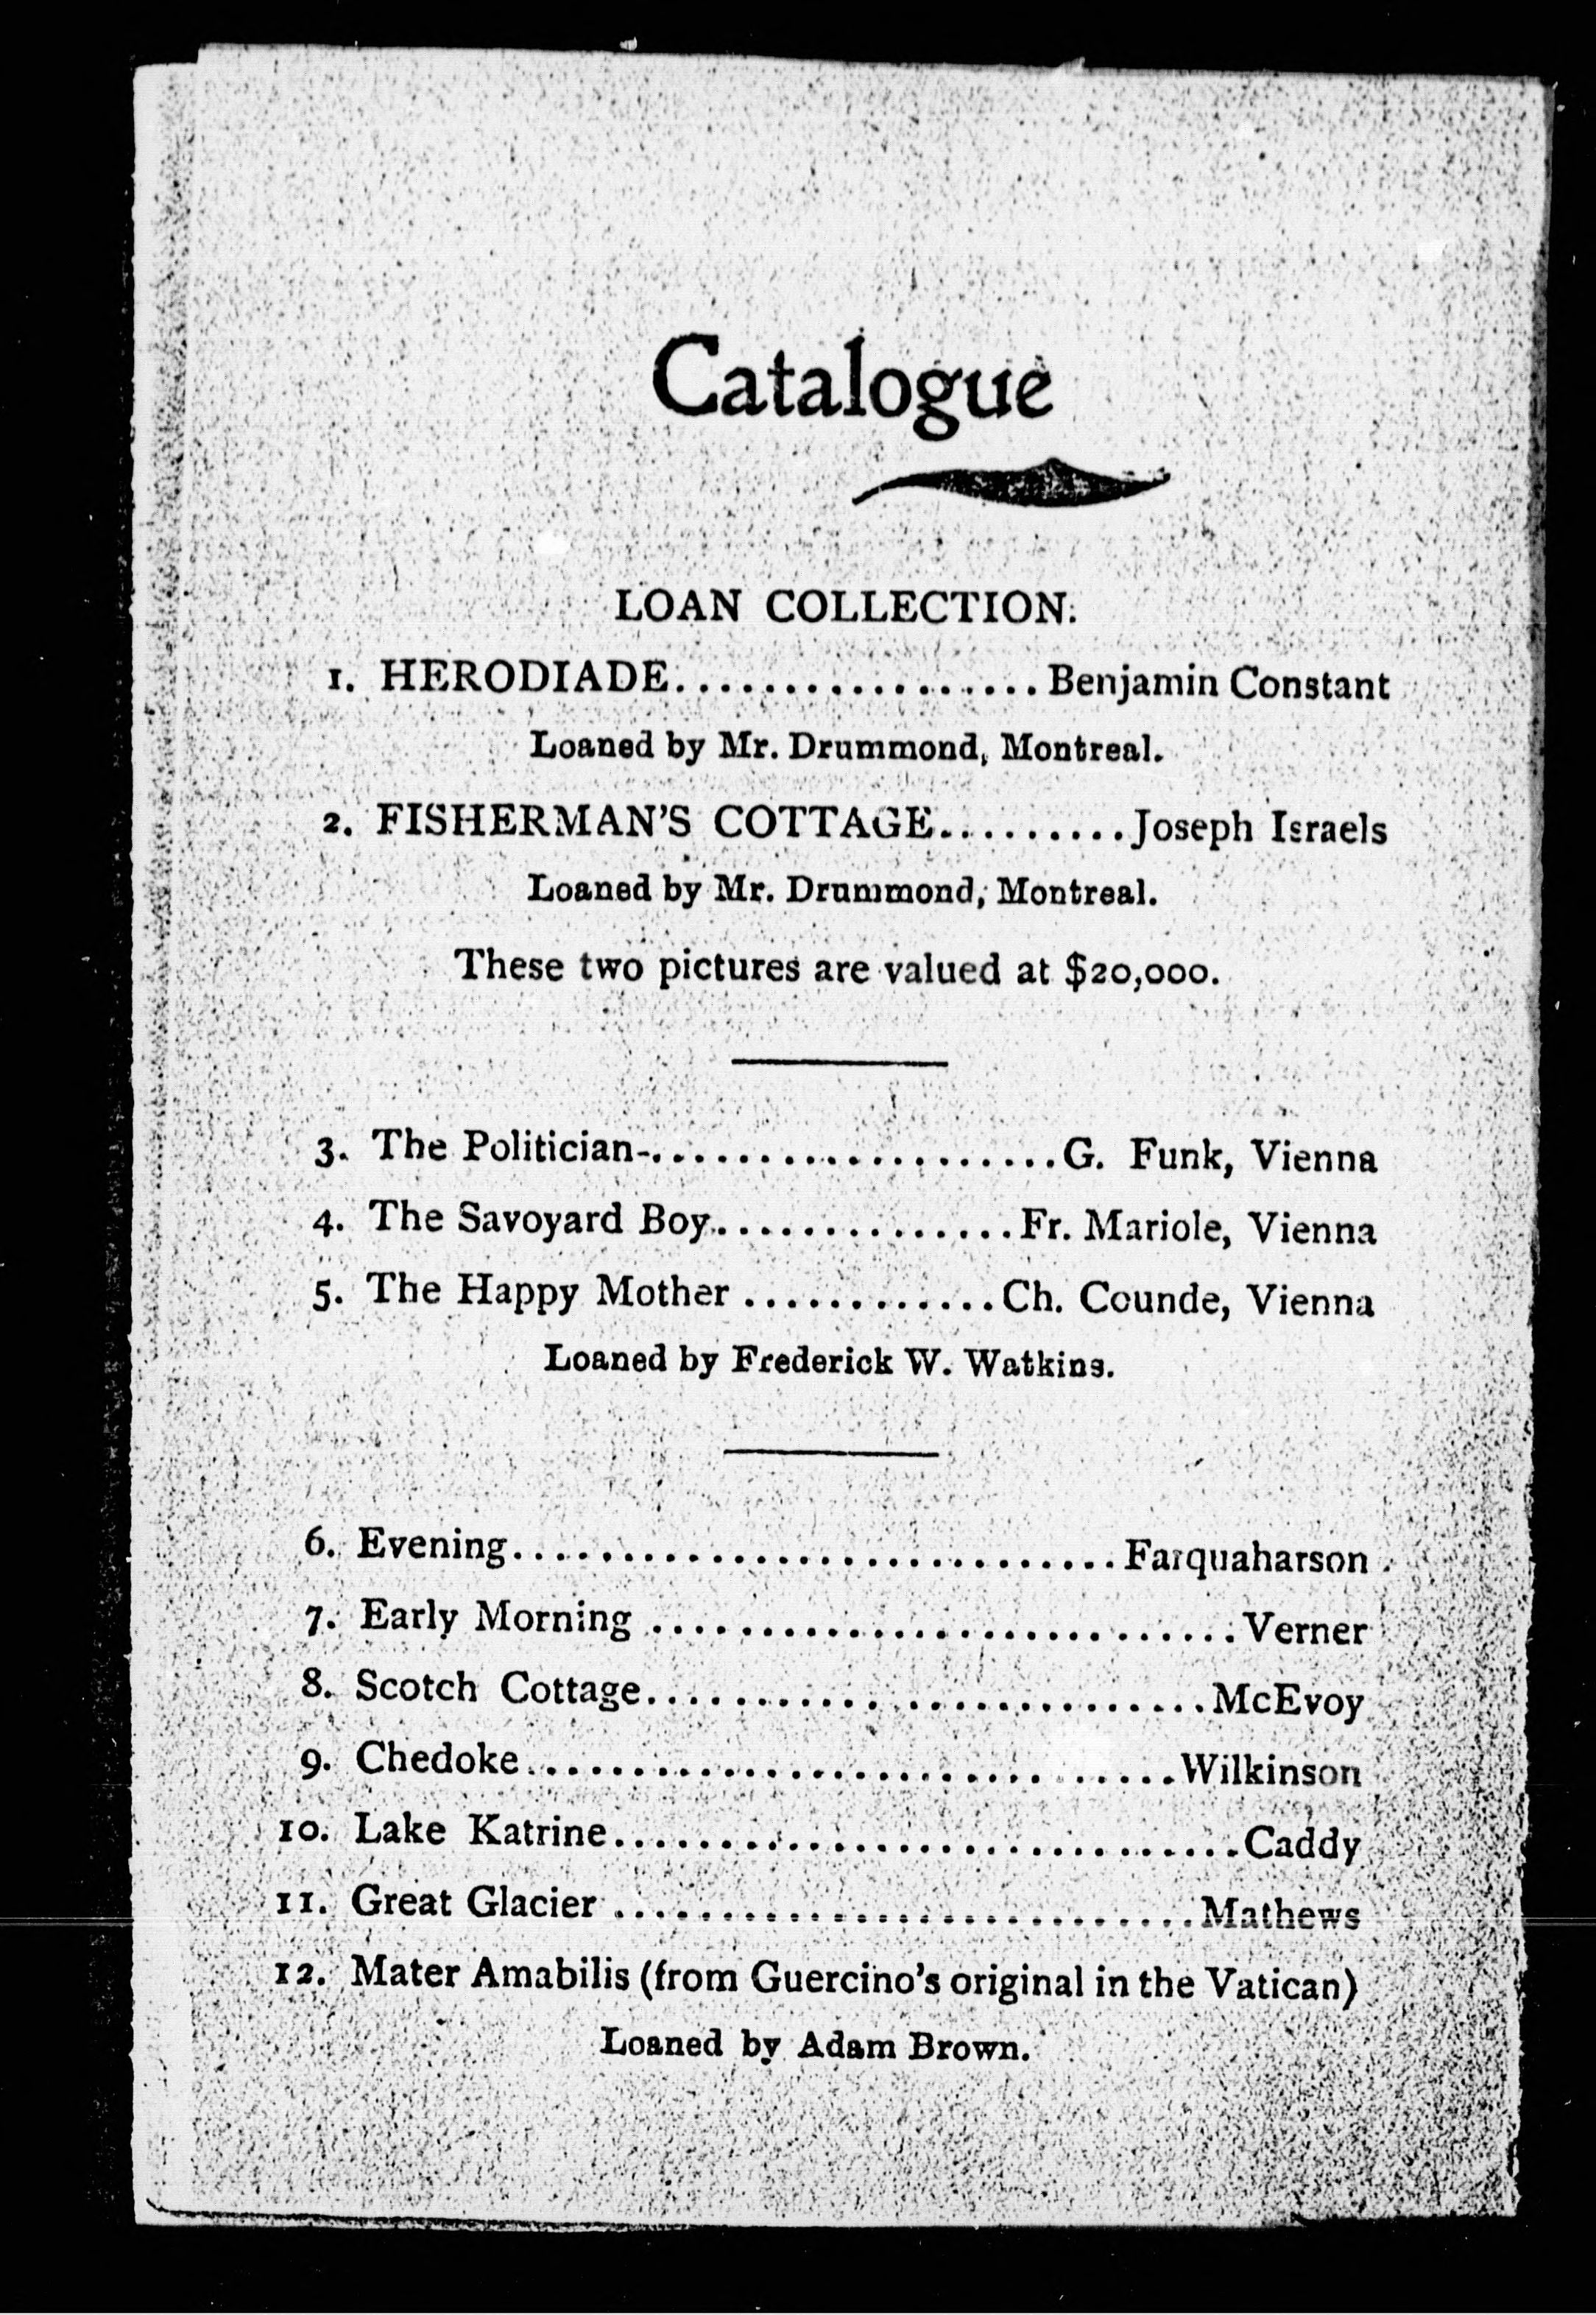 Catalogue
LOAN COLLECTION.
1. HERODIADE................. Benjamin Constant
Loaned by Mr. Drummond, Montreal.
2. FISHERMAN'S COTTAGE......... Joseph Israels
Loaned by Mr. Drummond, Montreal.
These two pictures are valued at $20,000.
3. The Politician-...................G. Funk, Vienna
4. The Savoyard Boy..............Fr. Mariole, Vienna
5. The Happy Mother ............Ch. Counde, Vienna
Loaned by Frederick W. Watkins.
6. Evening.............................Farquaharson
7. Early Morning ............................Verner
8. Scotch Cottage...........................McEvoy
9. Chedoke...............................Wilkinson
10. Lake Katrine..............................Caddy
11. Great Glacier ............................Mathews
12. Mater Amabilis (from Guercino's original in the Vatican)
Loaned by Adam Brown.